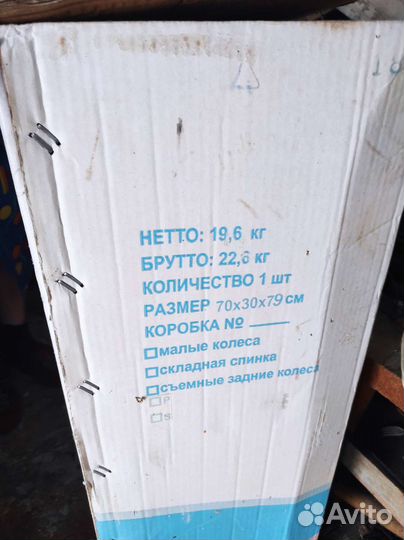 НЕТТО: 19,6 кг
БРУТТО: 22,6 кг
КОЛИЧЕСТВО 1 шт
РАЗМЕР 70х30х79 см
КОРОБКА №
малые колеса
складная спинка
съемные задние колеса
P
S
Avito